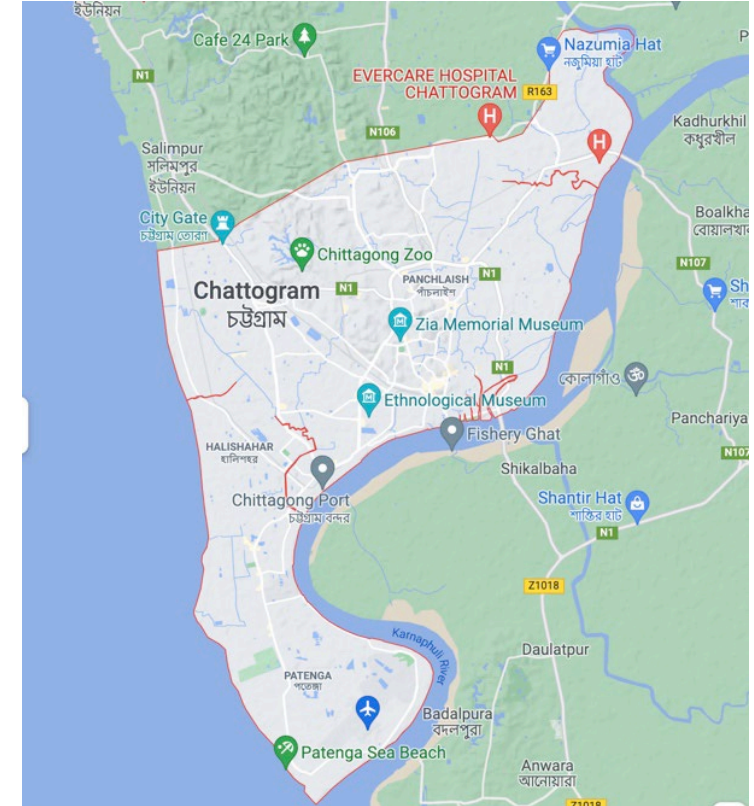 ইউনিয়ন
Cafe 24 Park
Nazumia Hat
নজুমিয়া হাট
N1
EVERCARE HOSPITAL
CHATTOGRAM
R163
H
N106
Kadhurkhil
কধুরখীল
Salimpur
সলিমপুর
ইউনিয়ন
H
City Gate
চট্টগ্রাম তোরণ
Chittagong Zoo
N107
PANCHLAISH
পাঁচলাইশ
N1
N1
Chattogram
চট্টগ্রাম
Zia Memorial Museum
N1
কোলাগাঁও
Ethnological Museum
Fishery Ghat
Panchariya
N107
HALISHAHAR
হালিশহর
Shikalbaha
Chittagong Port
চট্টগ্রাম বন্দর
Shantir Hat
শান্তির হাট
N1
Z1018
Karnaphuli River
Daulatpur
PATENGA
পতেঙ্গা
Badalpura
বদলপুরা
Patenga Sea Beach
Anwara
আনোয়ারা
Z1018